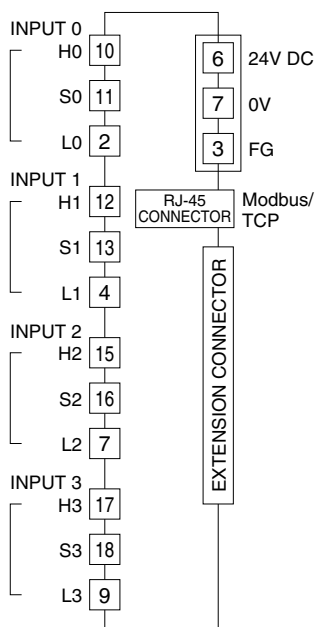 INPUT 0
H0 10
S0 11
L0 2
INPUT 1
H1 12
S1 13
L1 4
INPUT 2
H2 15
S2 16
L2 7
INPUT 3
H3 17
S3 18
L3 9
6 24V DC
7 0V
3 FG
RJ-45
CONNECTOR
Modbus/
TCP
EXTENSION CONNECTOR